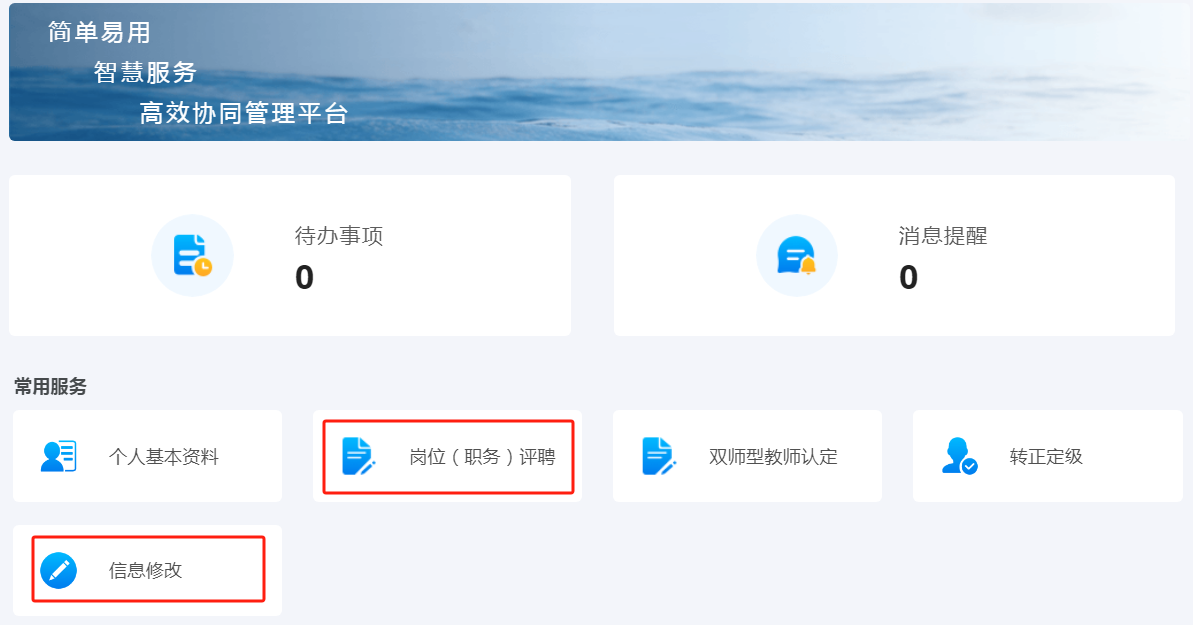 简单易用
智慧服务
高效协同管理平台
待办事项
0
消息提醒
0
常用服务
个人基本资料
岗位（职务）评聘
双师型教师认定
转正定级
信息修改